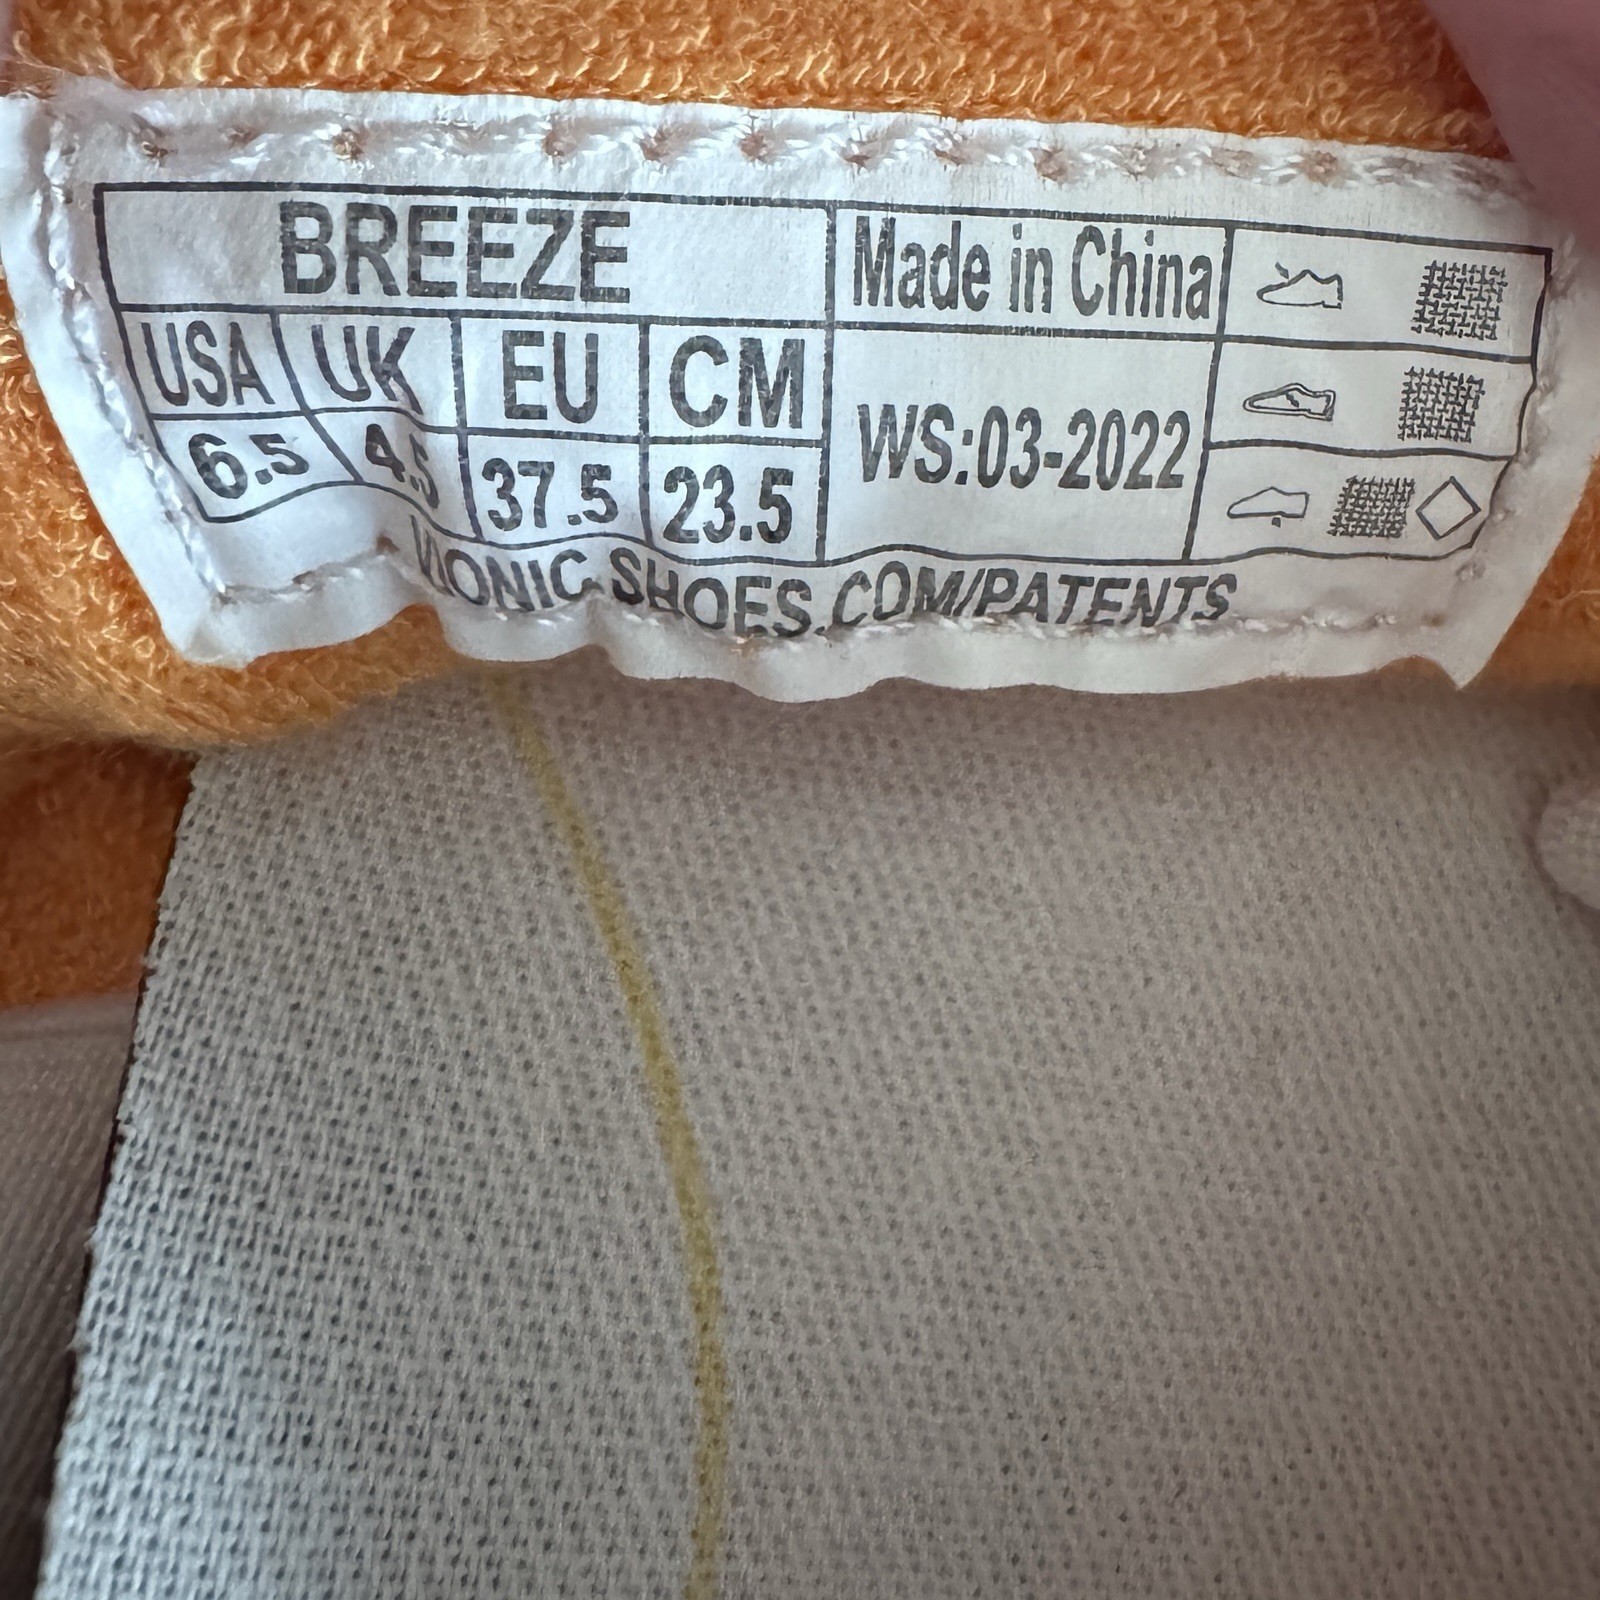 BREEZE Made in China
USA UK EU CM
6.5 4.5 37.5 23.5 WS:03-2022
VIONIC SHOES.COM/PATENTS